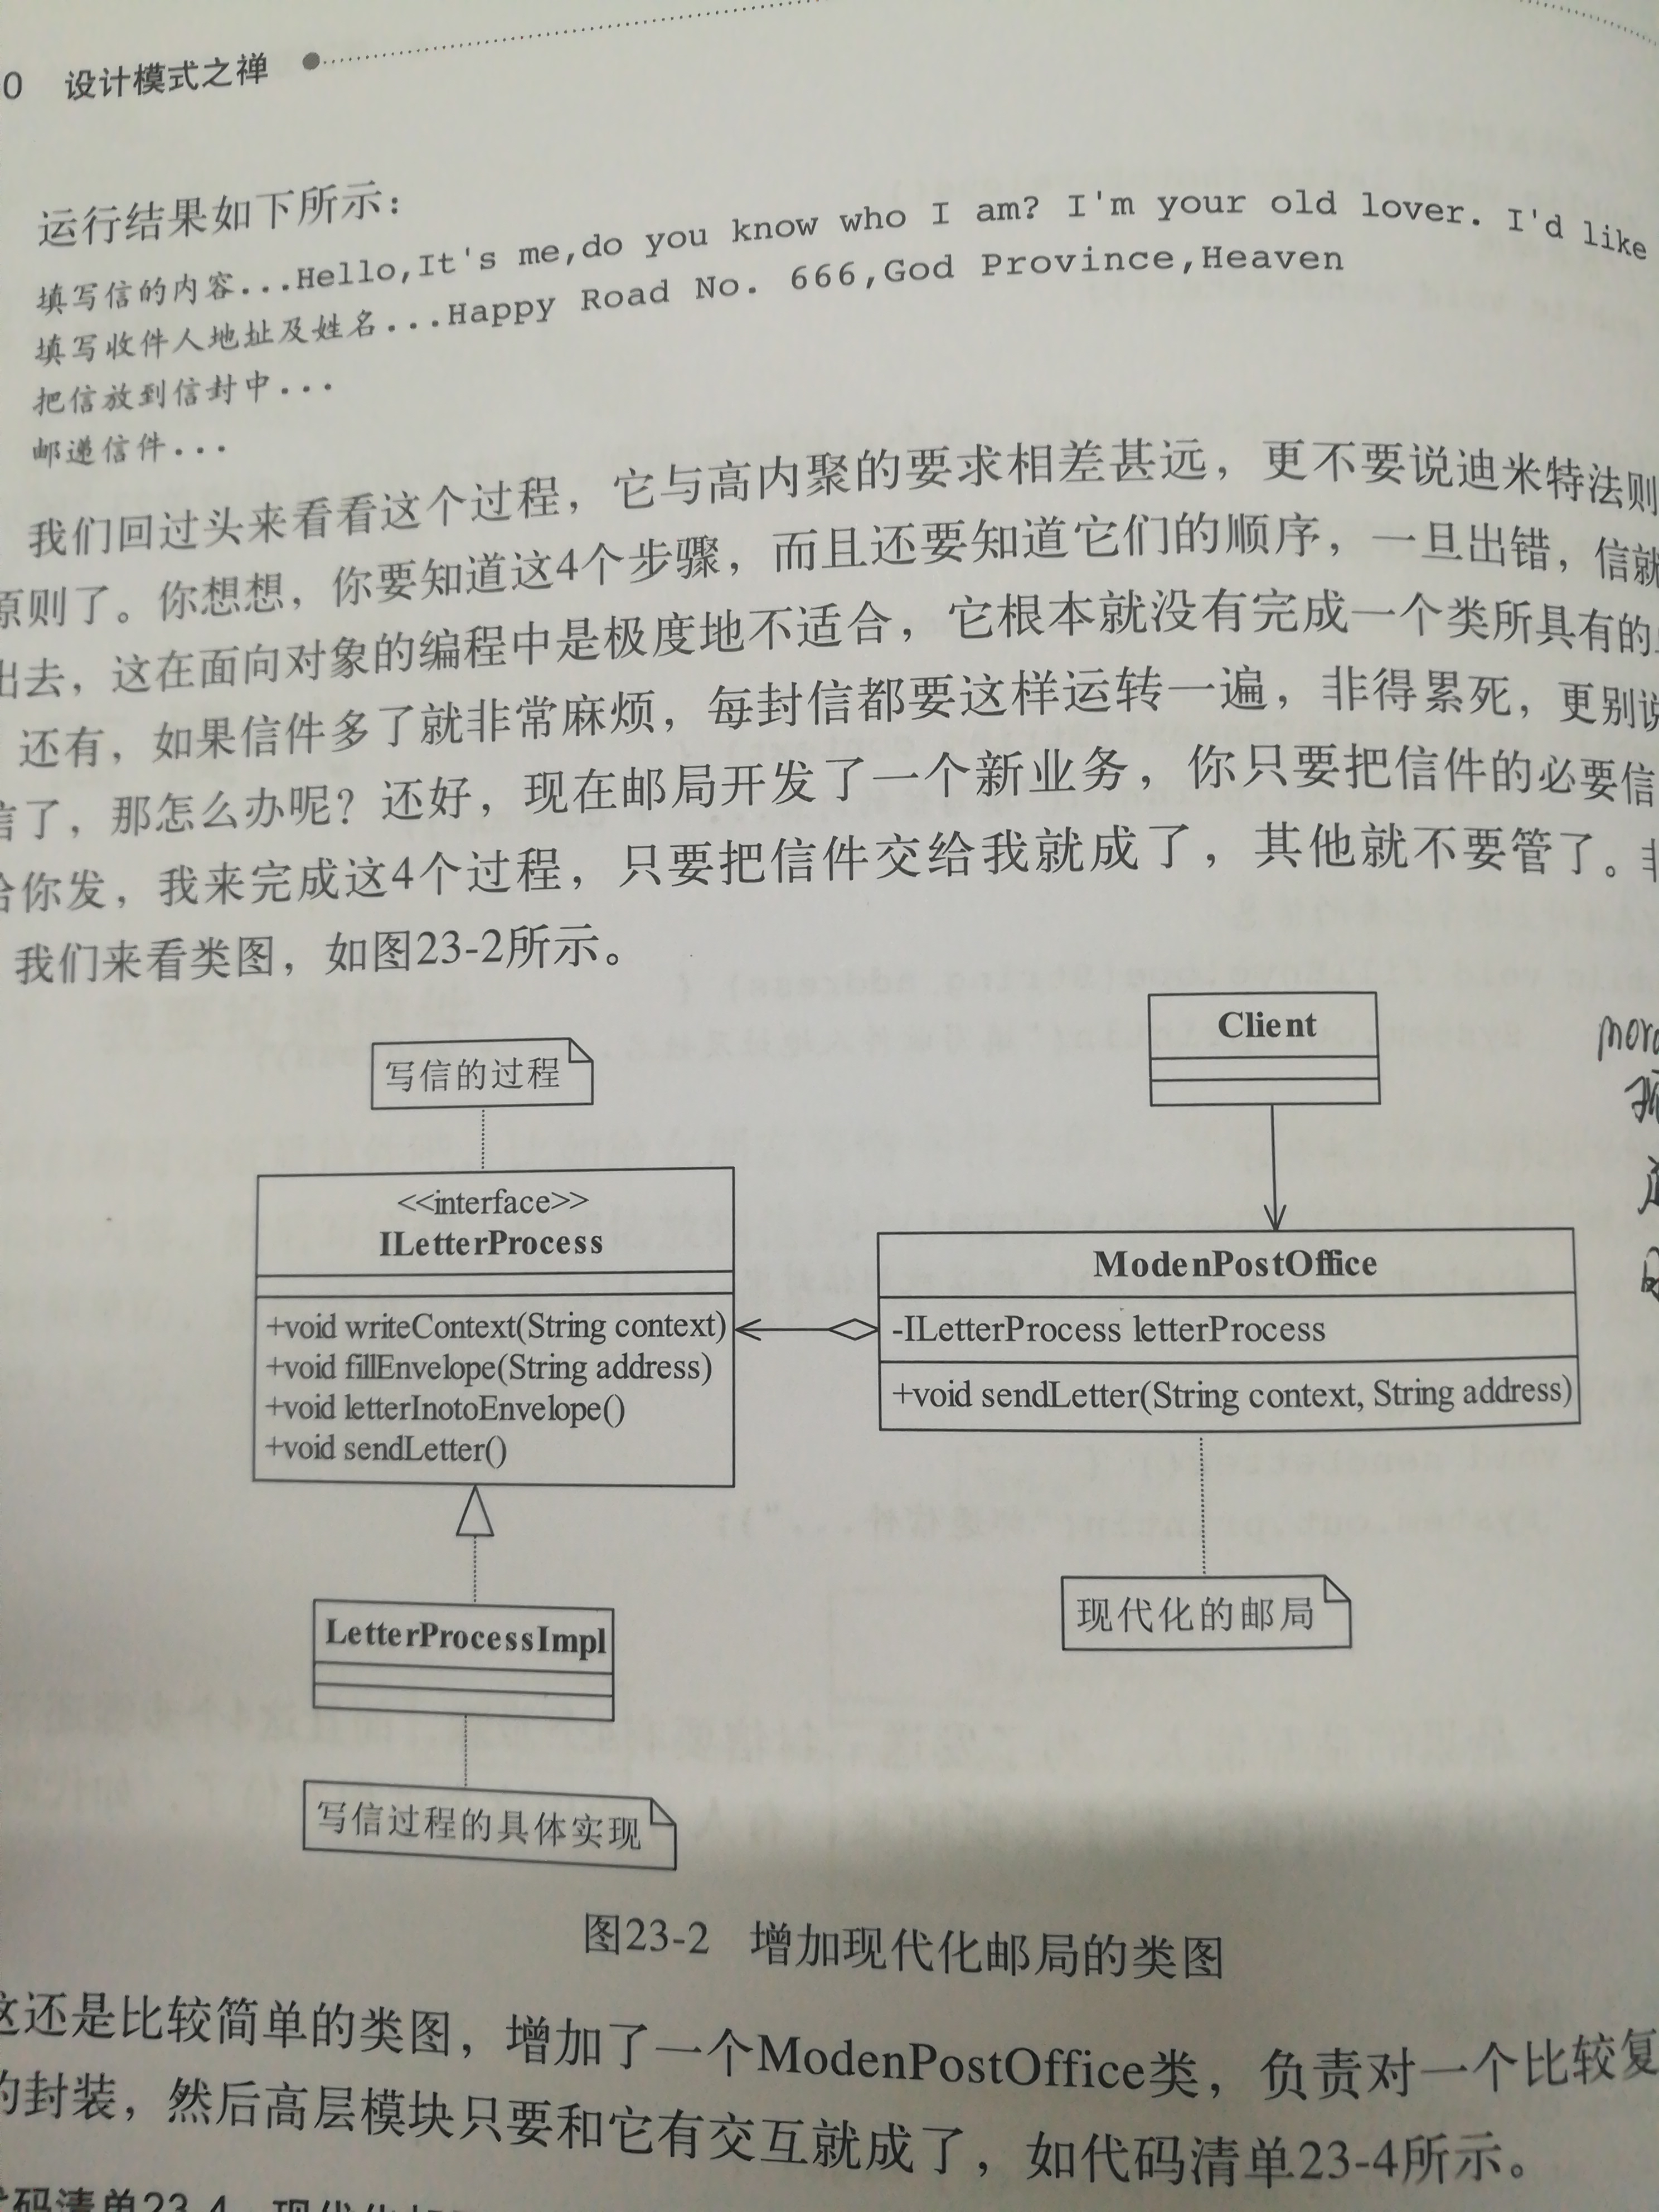 0 设计模式之禅
运行结果如下所示：
填写信的内容...Hello,It's me,do you know who I am? I'm your old lover. I'd like
填写收件人地址及姓名...Happy Road No. 666,God Province,Heaven
把信放到信封中...
邮递信件...
我们回过头来看看这个过程，它与高内聚的要求相差甚远，更不要说迪米特法则
原则了。你想想，你要知道这4个步骤，而且还要知道它们的顺序，一旦出错，信就
出去，这在面向对象的编程中是极度地不适合，它根本就没有完成一个类所具有的
还有，如果信件多了就非常麻烦，每封信都要这样运转一遍，非得累死，更别说
信了，那怎么办呢？还好，现在邮局开发了一个新业务，你只要把信件的必要信
给你发，我来完成这4个过程，只要把信件交给我就成了，其他就不要管了。
我们来看类图，如图23-2所示。
Client
写信的过程
<<interface>>
ILetterProcess
+void writeContext(String context)
+void fillEnvelope(String address)
+void letterInotoEnvelope()
+void sendLetter()
ModenPostOffice
-ILetterProcess letterProcess
+void sendLetter(String context, String address)
现代化的邮局
LetterProcessImpl
写信过程的具体实现
图23-2 增加现代化邮局的类图
这还是比较简单的类图，增加了一个ModenPostOffice类，负责对一个比较复
的封装，然后高层模块只要和它有交互就成了，如代码清单23-4所示。
码清单23-4